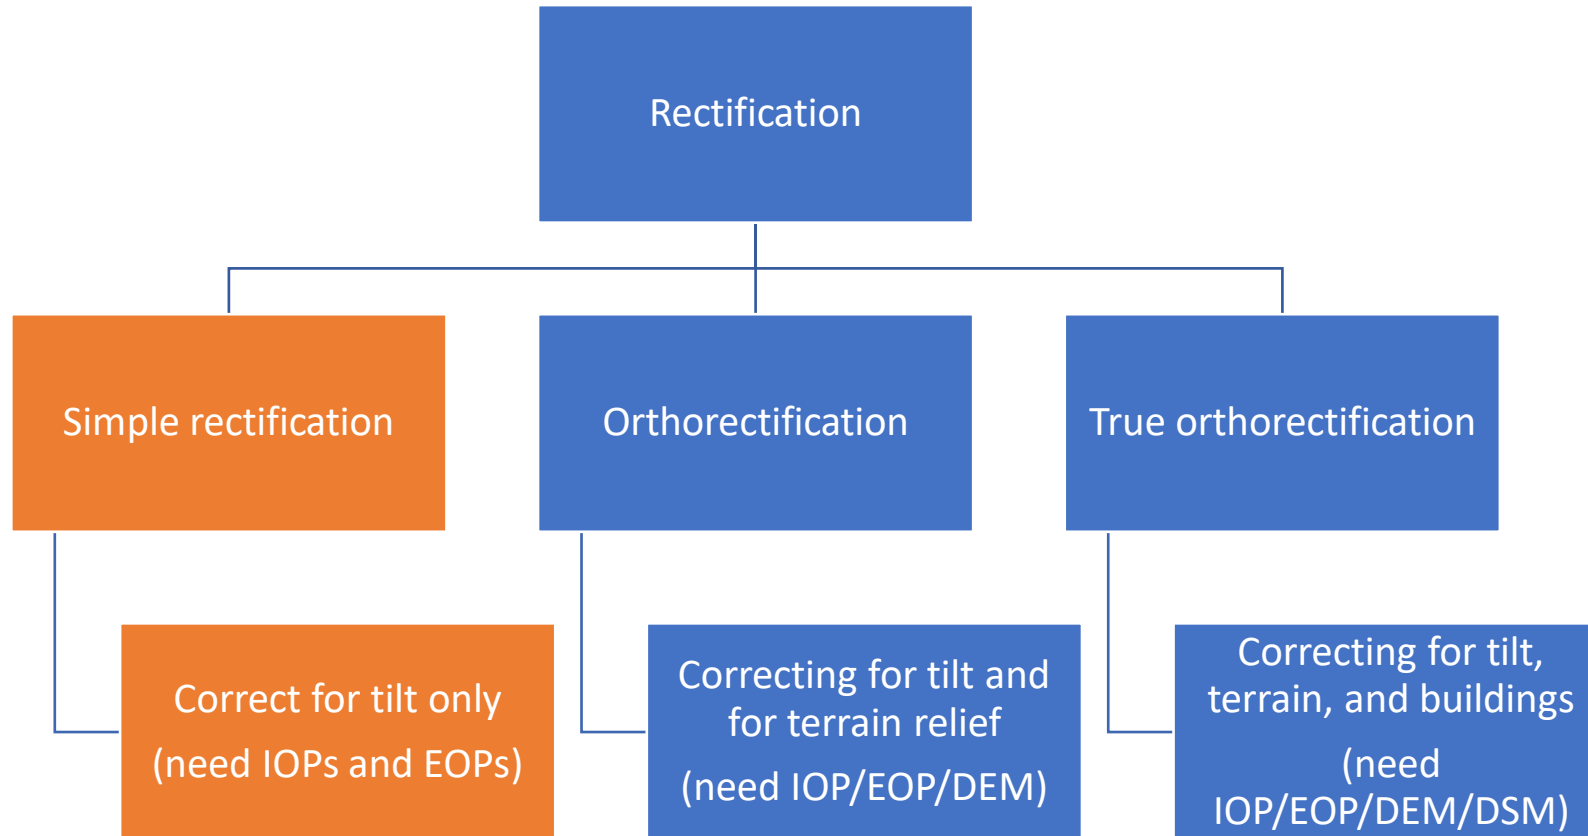 Rectification
Simple rectification
Orthorectification
True orthorectification
Correct for tilt only
(need IOPs and EOPs)
Correcting for tilt and
for terrain relief
(need IOP/EOP/DEM)
Correcting for tilt,
terrain, and buildings
(need
IOP/EOP/DEM/DSM)